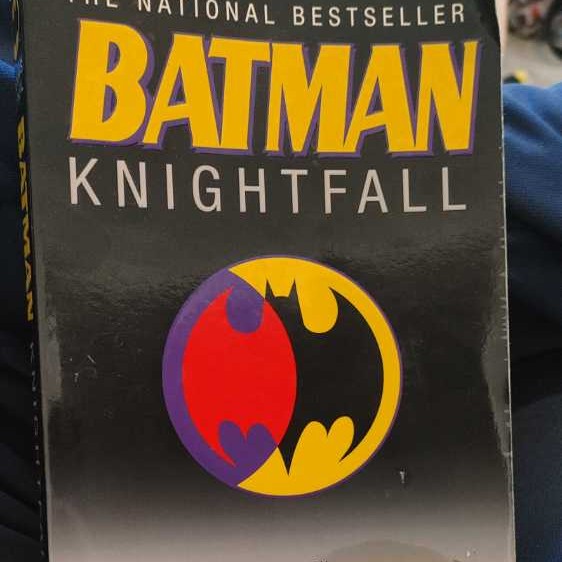 THE NATIONAL BESTSELLER
BATMAN
KNIGHTFALL
BATMAN